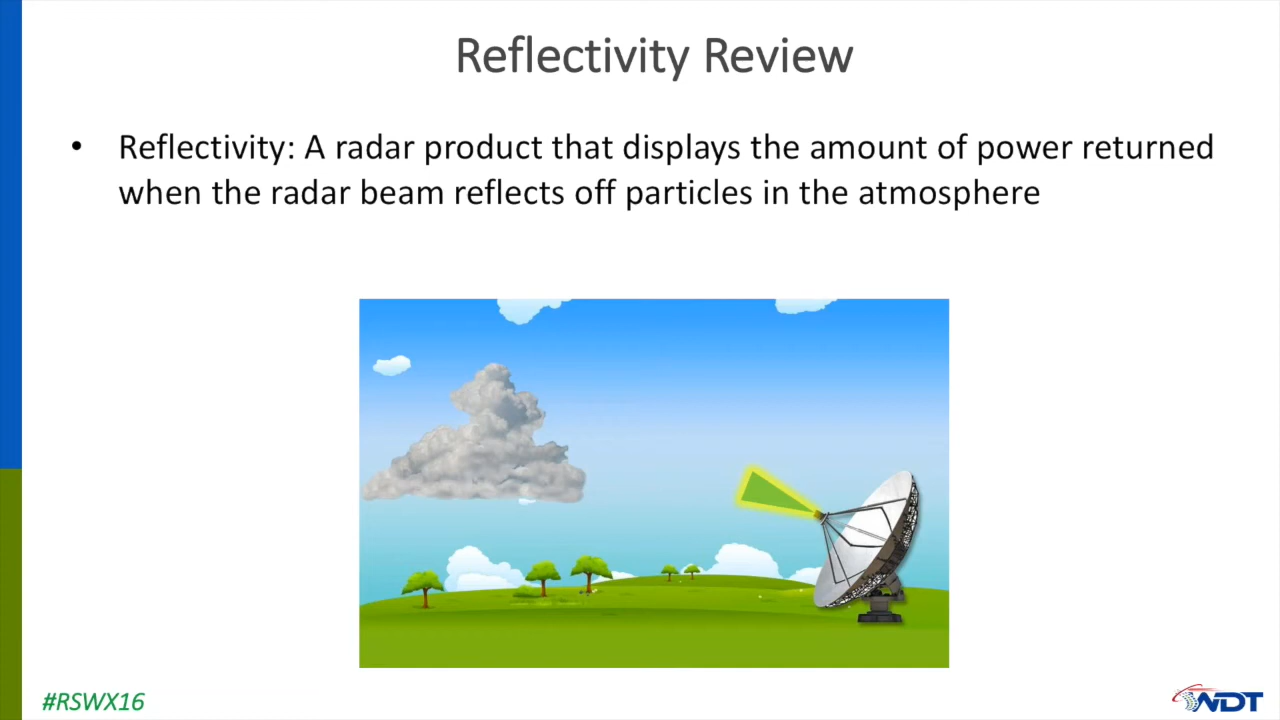 Reflectivity Review
• Reflectivity: A radar product that displays the amount of power returned
when the radar beam reflects off particles in the atmosphere
#RSWX16
WDT